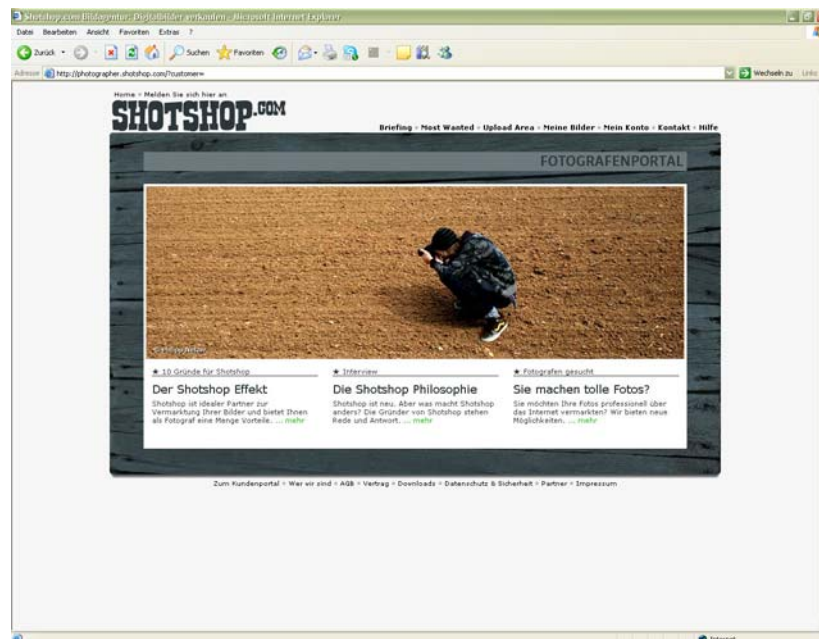 Shotshop.com Bildagentur: Digitalbilder verkaufen - Microsoft Internet Explorer
Datei Bearbeiten Ansicht Favoriten Extras ?
Zurück Suchen Favoriten
Adresse http://photographer.shotshop.com/?customer= Wechseln zu Links
Home Melden Sie sich hier an
SHOTSHOP.COM
Briefing Most Wanted Upload Area Meine Bilder Mein Konto Kontakt Hilfe
FOTOGRAFENPORTAL
★ 10 Gründe für Shotshop
Der Shotshop Effekt
Shotshop ist idealer Partner zur
Vermarktung Ihrer Bilder und bietet Ihnen
als Fotograf eine Menge Vorteile. ... mehr
★ Interview
Die Shotshop Philosophie
Shotshop ist neu. Aber was macht Shotshop
anders? Die Gründer von Shotshop stehen
Rede und Antwort. ... mehr
★ Fotografen gesucht
Sie machen tolle Fotos?
Sie möchten Ihre Fotos professionell über
das Internet vermarkten? Wir bieten neue
Möglichkeiten. ... mehr
Zum Kundenportal Wer wir sind AGB Vertrag Downloads Datenschutz & Sicherheit Partner Impressum
Internet